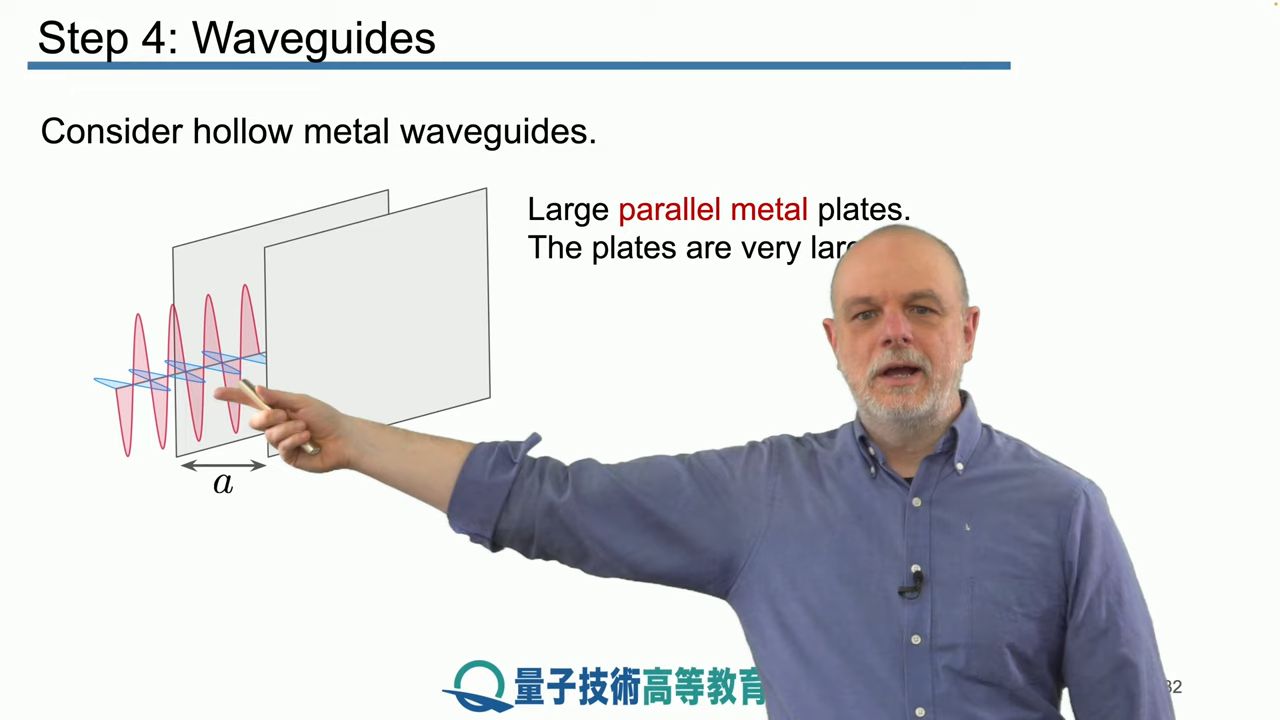 Step 4: Waveguides
Consider hollow metal waveguides.
Large parallel metal plates.
The plates are very
a
量子技術高等教育